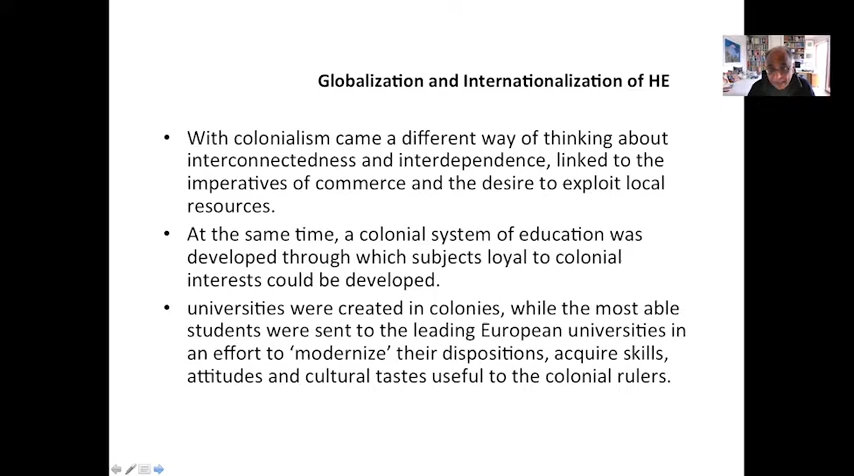 Globalization and Internationalization of HE
• With colonialism came a different way of thinking about
interconnectedness and interdependence, linked to the
imperatives of commerce and the desire to exploit local
resources.
• At the same time, a colonial system of education was
developed through which subjects loyal to colonial
interests could be developed.
• universities were created in colonies, while the most able
students were sent to the leading European universities in
an effort to ‘modernize’ their dispositions, acquire skills,
attitudes and cultural tastes useful to the colonial rulers.